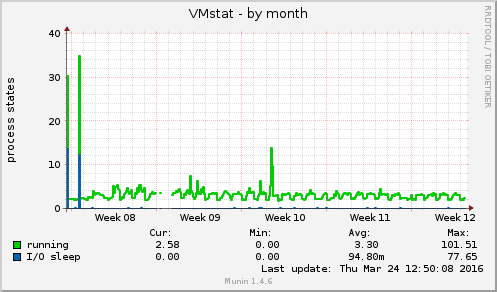 VMstat - by month
RRDTOOL / TOBI OETIKER
process states
40
30
20
10
0
Week 08 Week 09 Week 10 Week 11 Week 12
Cur: Min: Avg: Max:
running 2.58 0.00 3.30 101.51
I/O sleep 0.00 0.00 94.80m 77.65
Last update: Thu Mar 24 12:50:08 2016
Munin 1.4.6